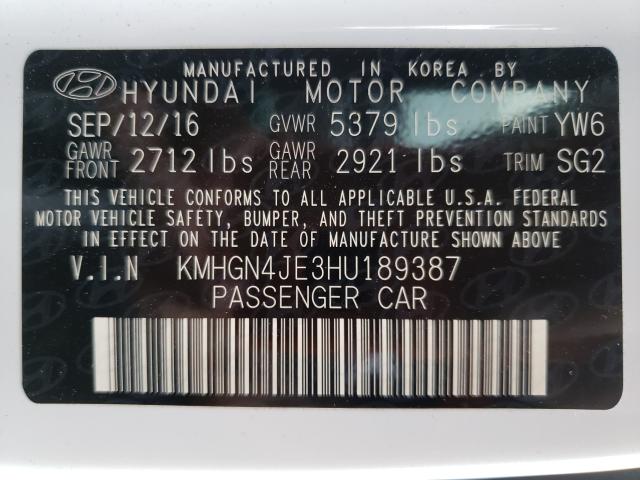 MANUFACTURED IN KOREA BY
HYUNDAI MOTOR COMPANY
SEP/12/16 GVWR 5379 lbs PAINT YW6
GAWR FRONT 2712 lbs GAWR REAR 2921 lbs TRIM SG2
THIS VEHICLE CONFORMS TO ALL APPLICABLE U.S.A. FEDERAL
MOTOR VEHICLE SAFETY, BUMPER, AND THEFT PREVENTION STANDARDS
IN EFFECT ON THE DATE OF MANUFACTURE SHOWN ABOVE
V.I.N KMHGN4JE3HU189387
PASSENGER CAR